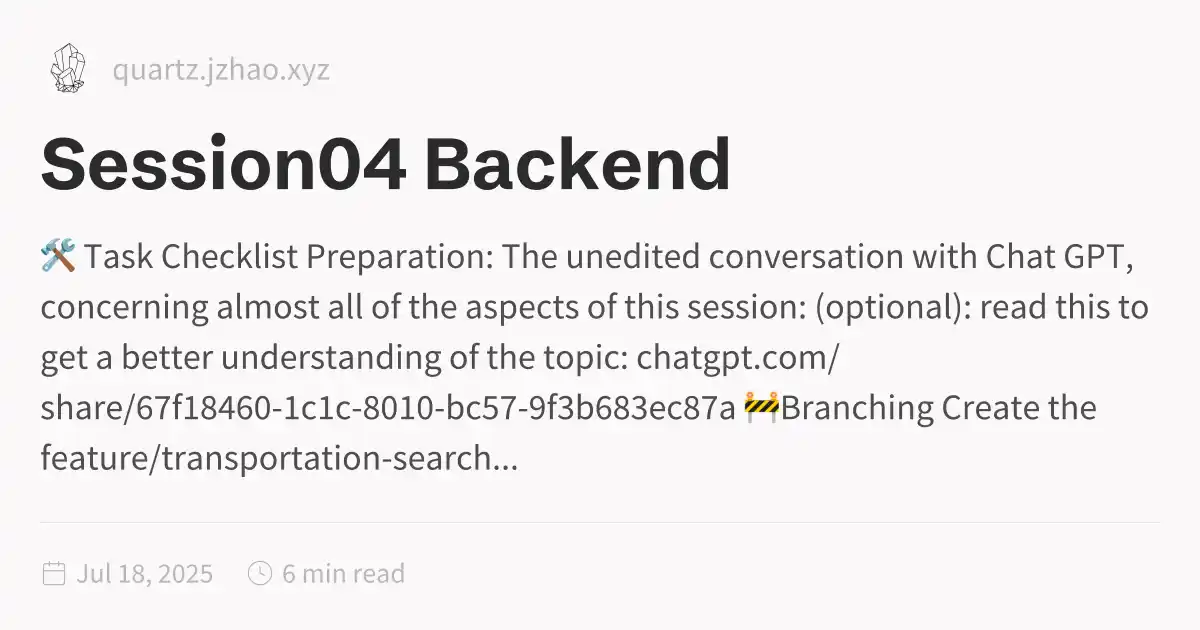 quartz.jzhao.xyz
Session04 Backend
🛠️ Task Checklist Preparation: The unedited conversation with Chat GPT,
concerning almost all of the aspects of this session: (optional): read this to
get a better understanding of the topic: chatgpt.com/
share/67f18460-1c1c-8010-bc57-9f3b683ec87a 🚧Branching Create the
feature/transportation-search...
Jul 18, 2025 6 min read